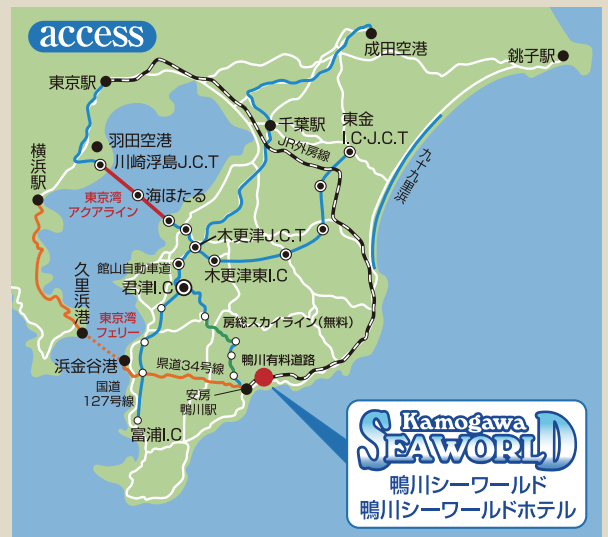 access
成田空港
銚子駅
東京駅
羽田空港
川崎浮島J.C.T
千葉駅
東金
I.C・J.C.T
JR外房線
九十九里浜
横浜駅
東京湾
アクアライン
海ほたる
木更津J.C.T
館山自動車道
木更津東I.C
君津I.C
久里浜港
東京湾
フェリー
房総スカイライン(無料)
浜金谷港
県道34号線
鴨川有料道路
国道
127号線
安房
鴨川駅
富浦I.C
Kamogawa
SEAWORLD
鴨川シーワールド
鴨川シーワールドホテル